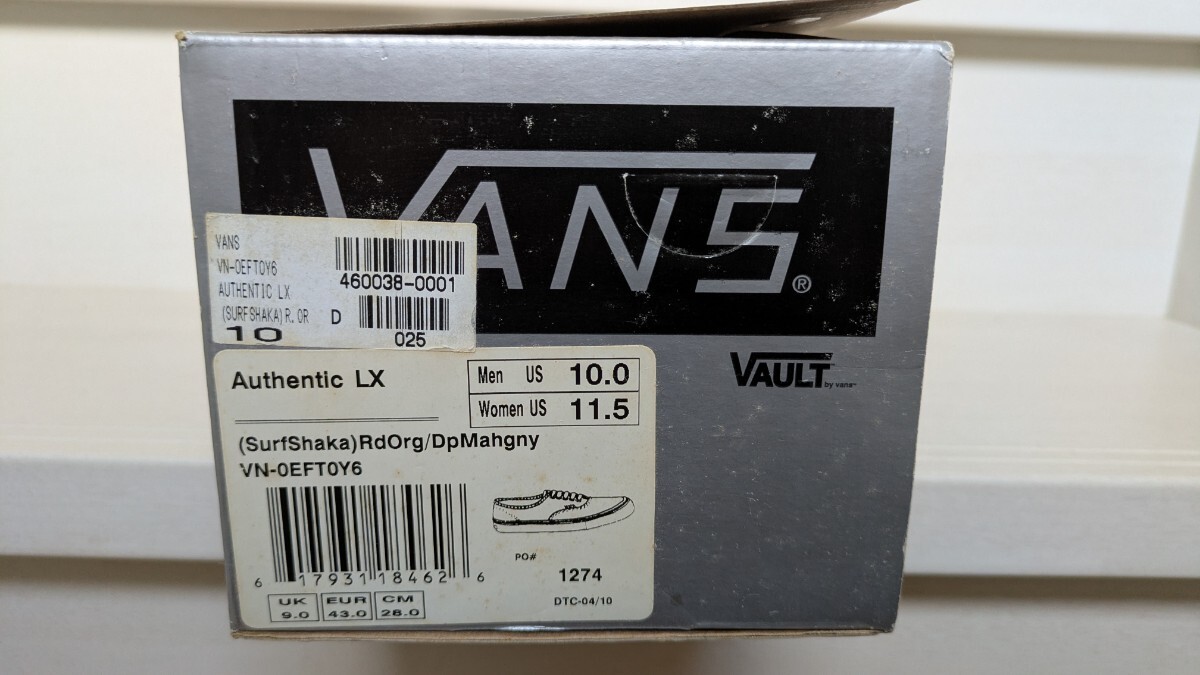 VANS®
VAULT by vans™
VANS
VN-0EFT0Y6
AUTHENTIC LX
(SURFSHAKA)R.OR D
10
460038-0001
025
Authentic LX
Men US 10.0
Women US 11.5
(SurfShaka)RdOrg/DpMahgny
VN-0EFT0Y6
6 17931 18462 6
PO#
1274
DTC-04/10
UK EUR CM
9.0 43.0 28.0